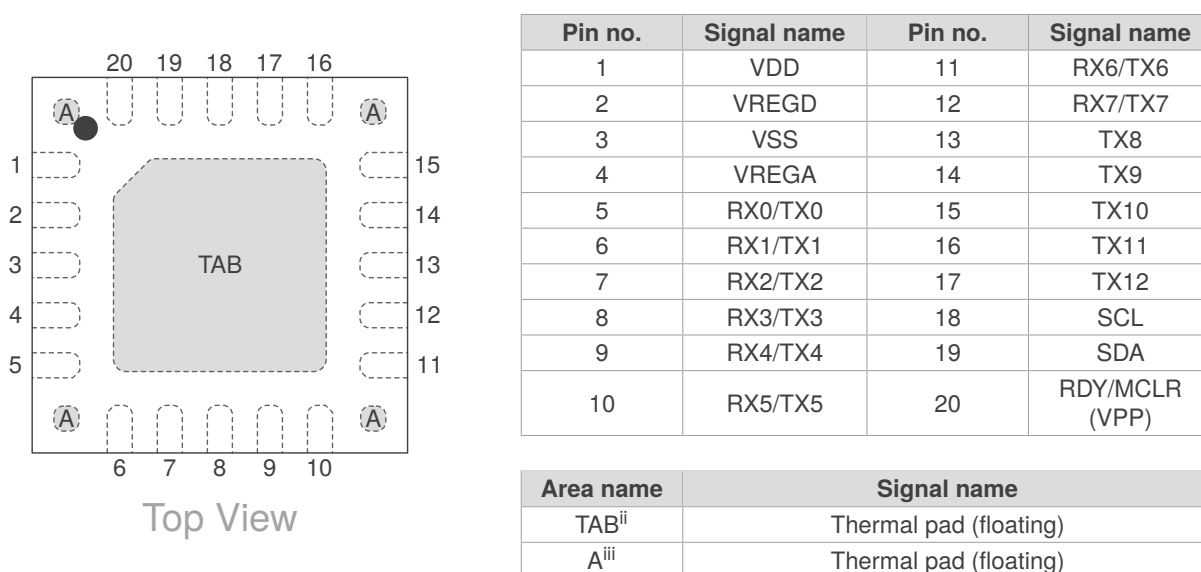 20 19 18 17 16
A A
1 15
2 14
3 TAB 13
4 12
5 11
A A
6 7 8 9 10
Top View
Pin no. Signal name Pin no. Signal name
1 VDD 11 RX6/TX6
2 VREGD 12 RX7/TX7
3 VSS 13 TX8
4 VREGA 14 TX9
5 RX0/TX0 15 TX10
6 RX1/TX1 16 TX11
7 RX2/TX2 17 TX12
8 RX3/TX3 18 SCL
9 RX4/TX4 19 SDA
10 RX5/TX5 20 RDY/MCLR
(VPP)
Area name Signal name
TABii Thermal pad (floating)
Aiii Thermal pad (floating)